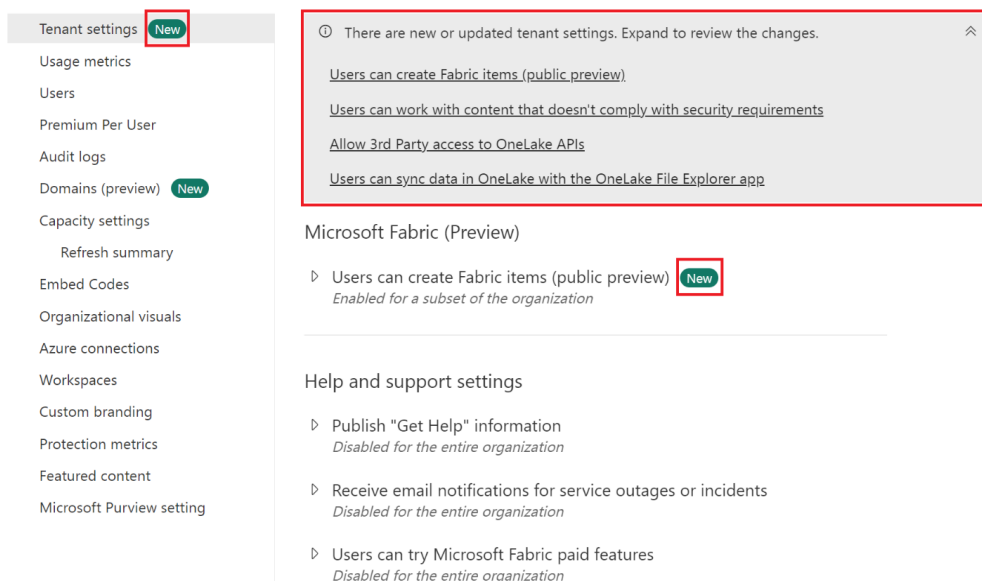 Tenant settings New
Usage metrics
Users
Premium Per User
Audit logs
Domains (preview) New
Capacity settings
Refresh summary
Embed Codes
Organizational visuals
Azure connections
Workspaces
Custom branding
Protection metrics
Featured content
Microsoft Purview setting
There are new or updated tenant settings. Expand to review the changes.
Users can create Fabric items (public preview)
Users can work with content that doesn't comply with security requirements
Allow 3rd Party access to OneLake APIs
Users can sync data in OneLake with the OneLake File Explorer app
Microsoft Fabric (Preview)
Users can create Fabric items (public preview) New
Enabled for a subset of the organization
Help and support settings
Publish "Get Help" information
Disabled for the entire organization
Receive email notifications for service outages or incidents
Disabled for the entire organization
Users can try Microsoft Fabric paid features
Disabled for the entire organization